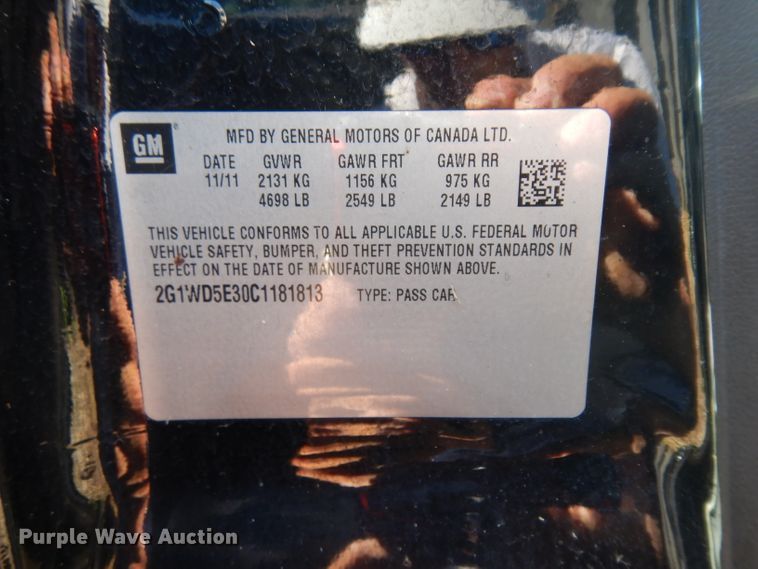 GM
MFD BY GENERAL MOTORS OF CANADA LTD.
DATE GVWR GAWR FRT GAWR RR
11/11 2131 KG 1156 KG 975 KG
4698 LB 2549 LB 2149 LB
THIS VEHICLE CONFORMS TO ALL APPLICABLE U.S. FEDERAL MOTOR
VEHICLE SAFETY, BUMPER, AND THEFT PREVENTION STANDARDS IN
EFFECT ON THE DATE OF MANUFACTURE SHOWN ABOVE.
2G1WD5E30C1181813 TYPE: PASS CAR
Purple Wave Auction